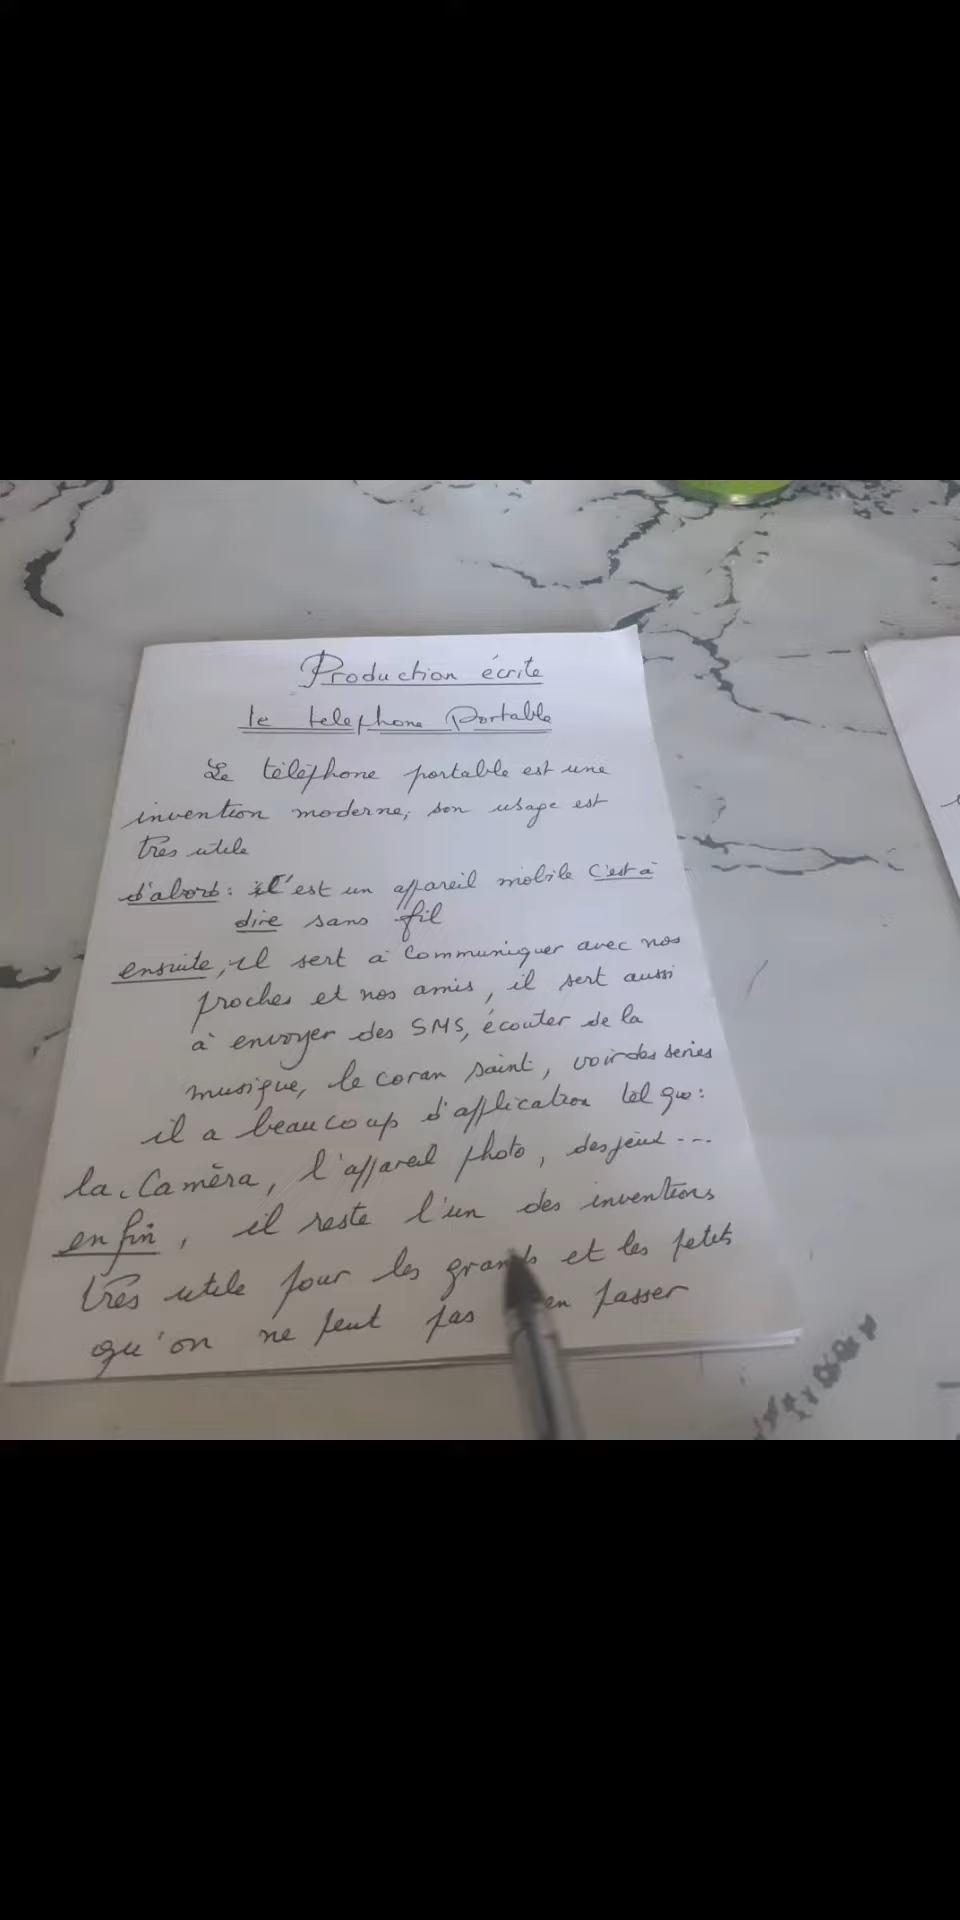 Production écrite
le telephone Portable
Le téléphone portable est une
invention moderne, son usage est
très utile
d'abord : c'est un appareil mobile c'est à
dire sans fil
ensuite, il sert à communiquer avec nos
proches et nos amis, il sert aussi
à envoyer des SMS, écouter de la
musique, le coran saint, voir des series
il a beaucoup d'application tel que :
la Caméra, l'appareil photo, des jeux ...
enfin, il reste l'un des inventions
très utile pour les grands et les petits
qu'on ne peut pas en passer